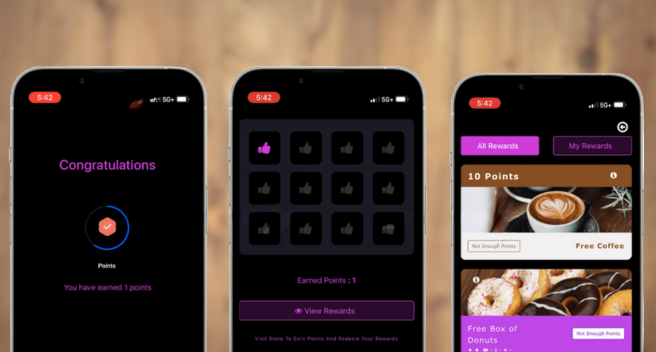 5:42
5G+
Congratulations
Points
You have earned 1 points
5:42
5G+
Earned Points : 1
View Rewards
Visit Store To Earn Points And Redeem Your Rewards
5:42
5G+
All Rewards
My Rewards
10 Points
Not Enough Points
Free Coffee
Free Box of
Donuts
Not Enough Points